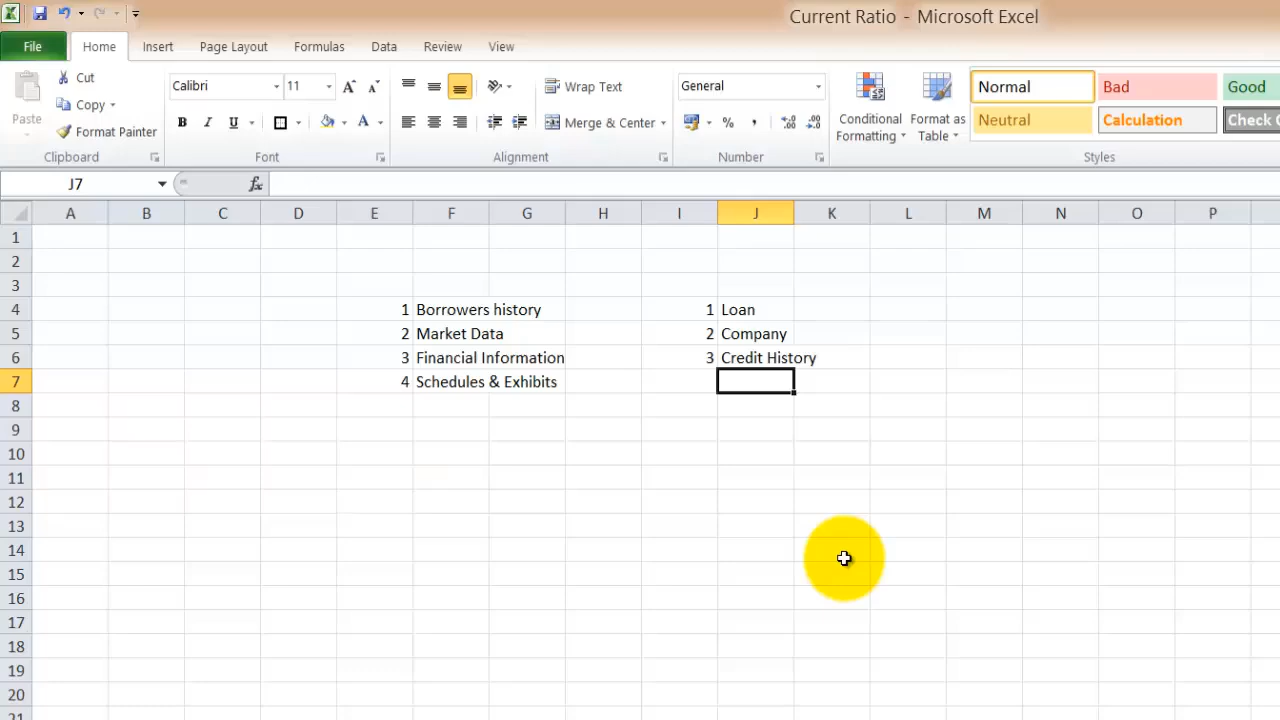 Current Ratio - Microsoft Excel
File Home Insert Page Layout Formulas Data Review View
Paste
Cut
Copy
Format Painter
Clipboard
Calibri 11
B I U
Font
Wrap Text
Merge & Center
Alignment
General
% ,
Number
Conditional Formatting
Format as Table
Normal Bad Good
Neutral Calculation Check C
Styles
J7 fx
A B C D E F G H I J K L M N O P
1
2
3
4 1 Borrowers history 1 Loan
5 2 Market Data 2 Company
6 3 Financial Information 3 Credit History
7 4 Schedules & Exhibits
8
9
10
11
12
13
14
15
16
17
18
19
20
21